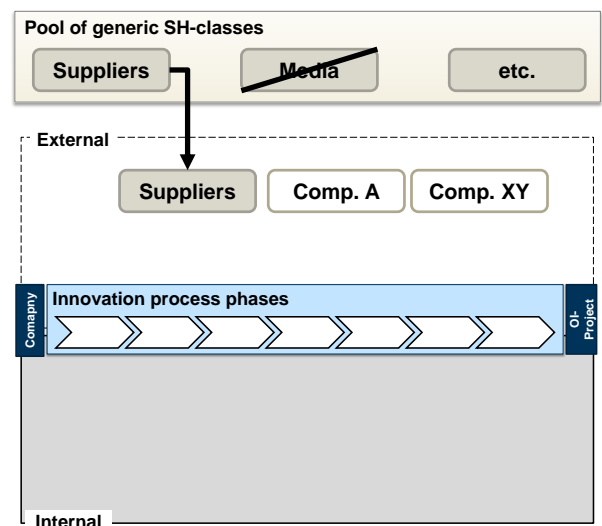 Pool of generic SH-classes
Suppliers
Media
etc.
External
Suppliers
Comp. A
Comp. XY
Comapny
Innovation process phases
OI-
Project
Internal